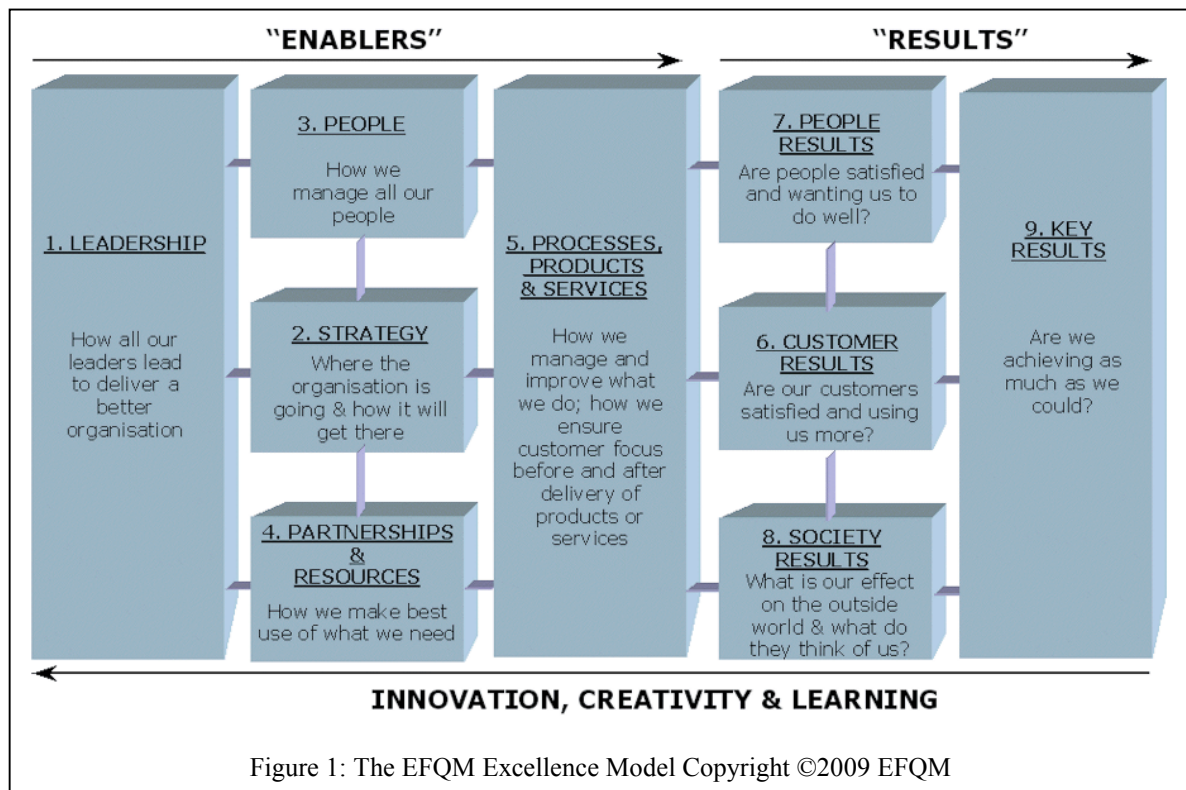 "ENABLERS"
"RESULTS"
1. LEADERSHIP
How all our
leaders lead
to deliver a
better
organisation
3. PEOPLE
How we
manage all our
people
2. STRATEGY
Where the
organisation is
going & how it will
get there
4. PARTNERSHIPS
&
RESOURCES
How we make best
use of what we need
5. PROCESSES,
PRODUCTS
& SERVICES
How we
manage and
improve what
we do; how we
ensure
customer focus
before and after
delivery of
products or
services
7. PEOPLE
RESULTS
Are people satisfied
and wanting us to
do well?
6. CUSTOMER
RESULTS
Are our customers
satisfied and using
us more?
8. SOCIETY
RESULTS
What is our effect
on the outside
world & what do
they think of us?
9. KEY
RESULTS
Are we
achieving as
much as we
could?
INNOVATION, CREATIVITY & LEARNING
Figure 1: The EFQM Excellence Model Copyright ©2009 EFQM